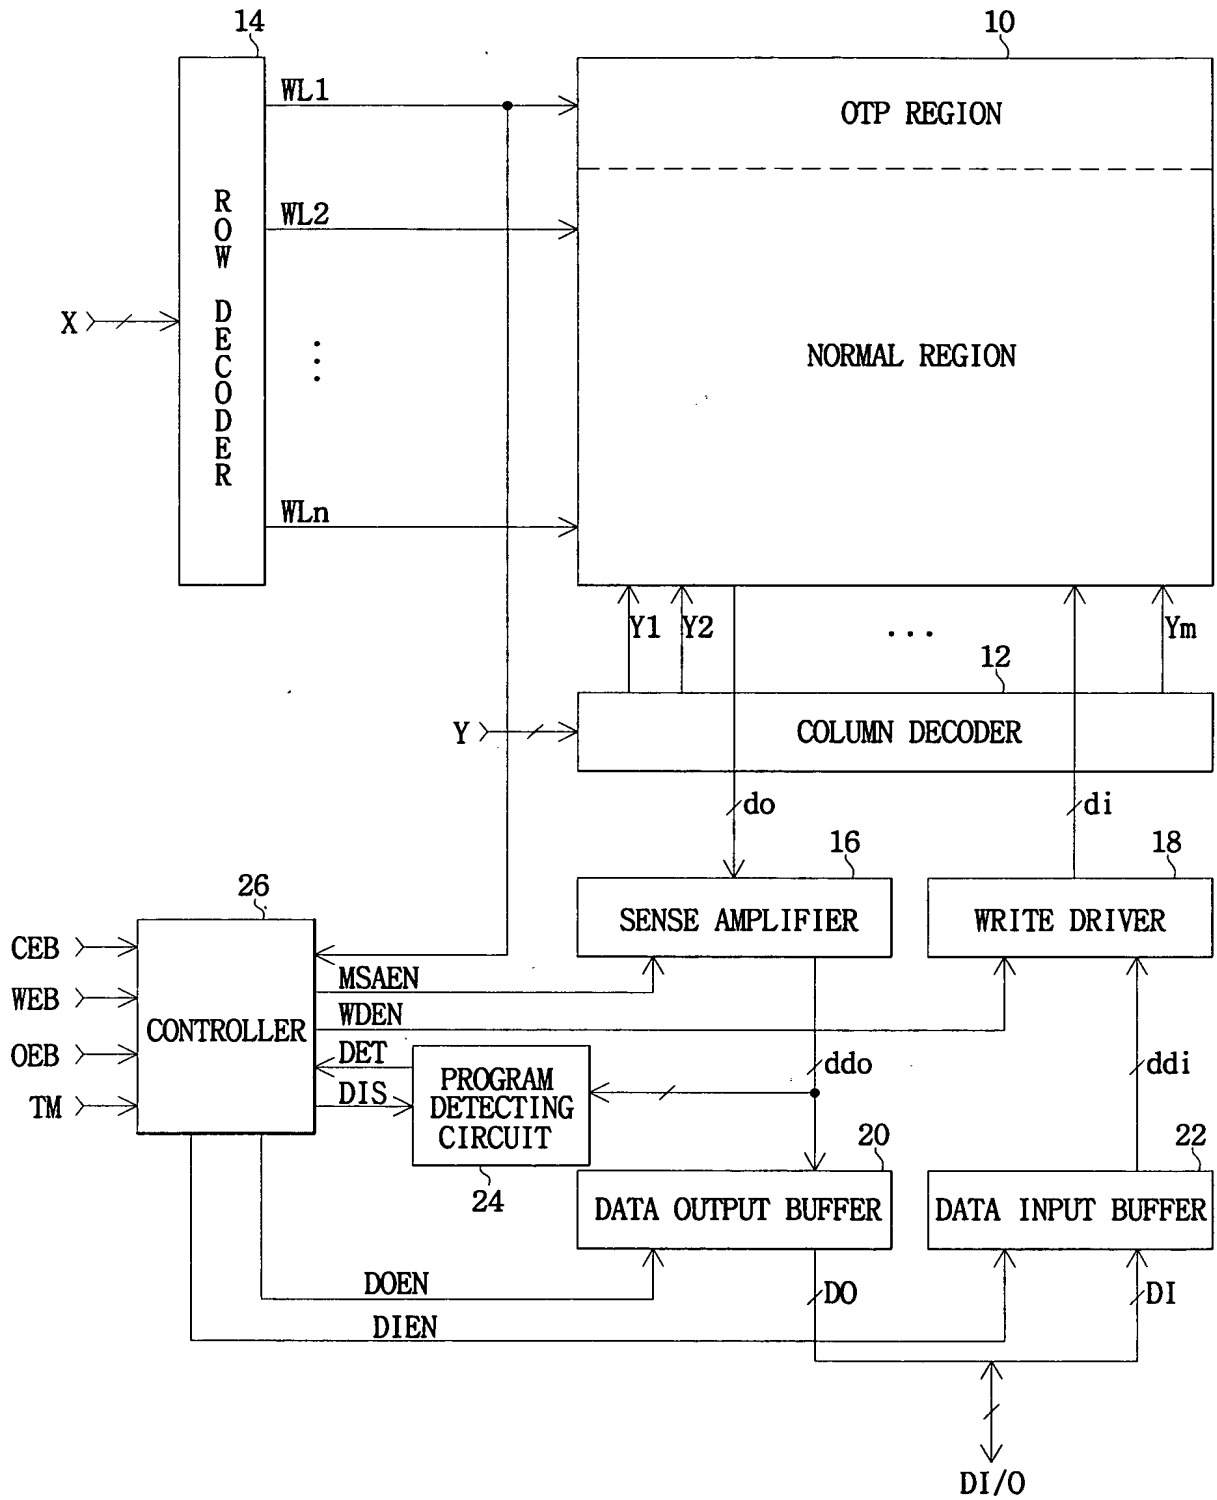 14
10
WL1
OTP REGION
WL2
ROW DECODER
X
...
NORMAL REGION
WLn
Y1
Y2
...
Ym
12
Y
COLUMN DECODER
do
di
16
18
26
SENSE AMPLIFIER
WRITE DRIVER
CEB
MSAEN
WEB
WDEN
CONTROLLER
OEB
DET
PROGRAM
DETECTING
CIRCUIT
ddo
ddi
TM
DIS
20
22
24
DATA OUTPUT BUFFER
DATA INPUT BUFFER
DOEN
DO
DI
DIEN
DI/O